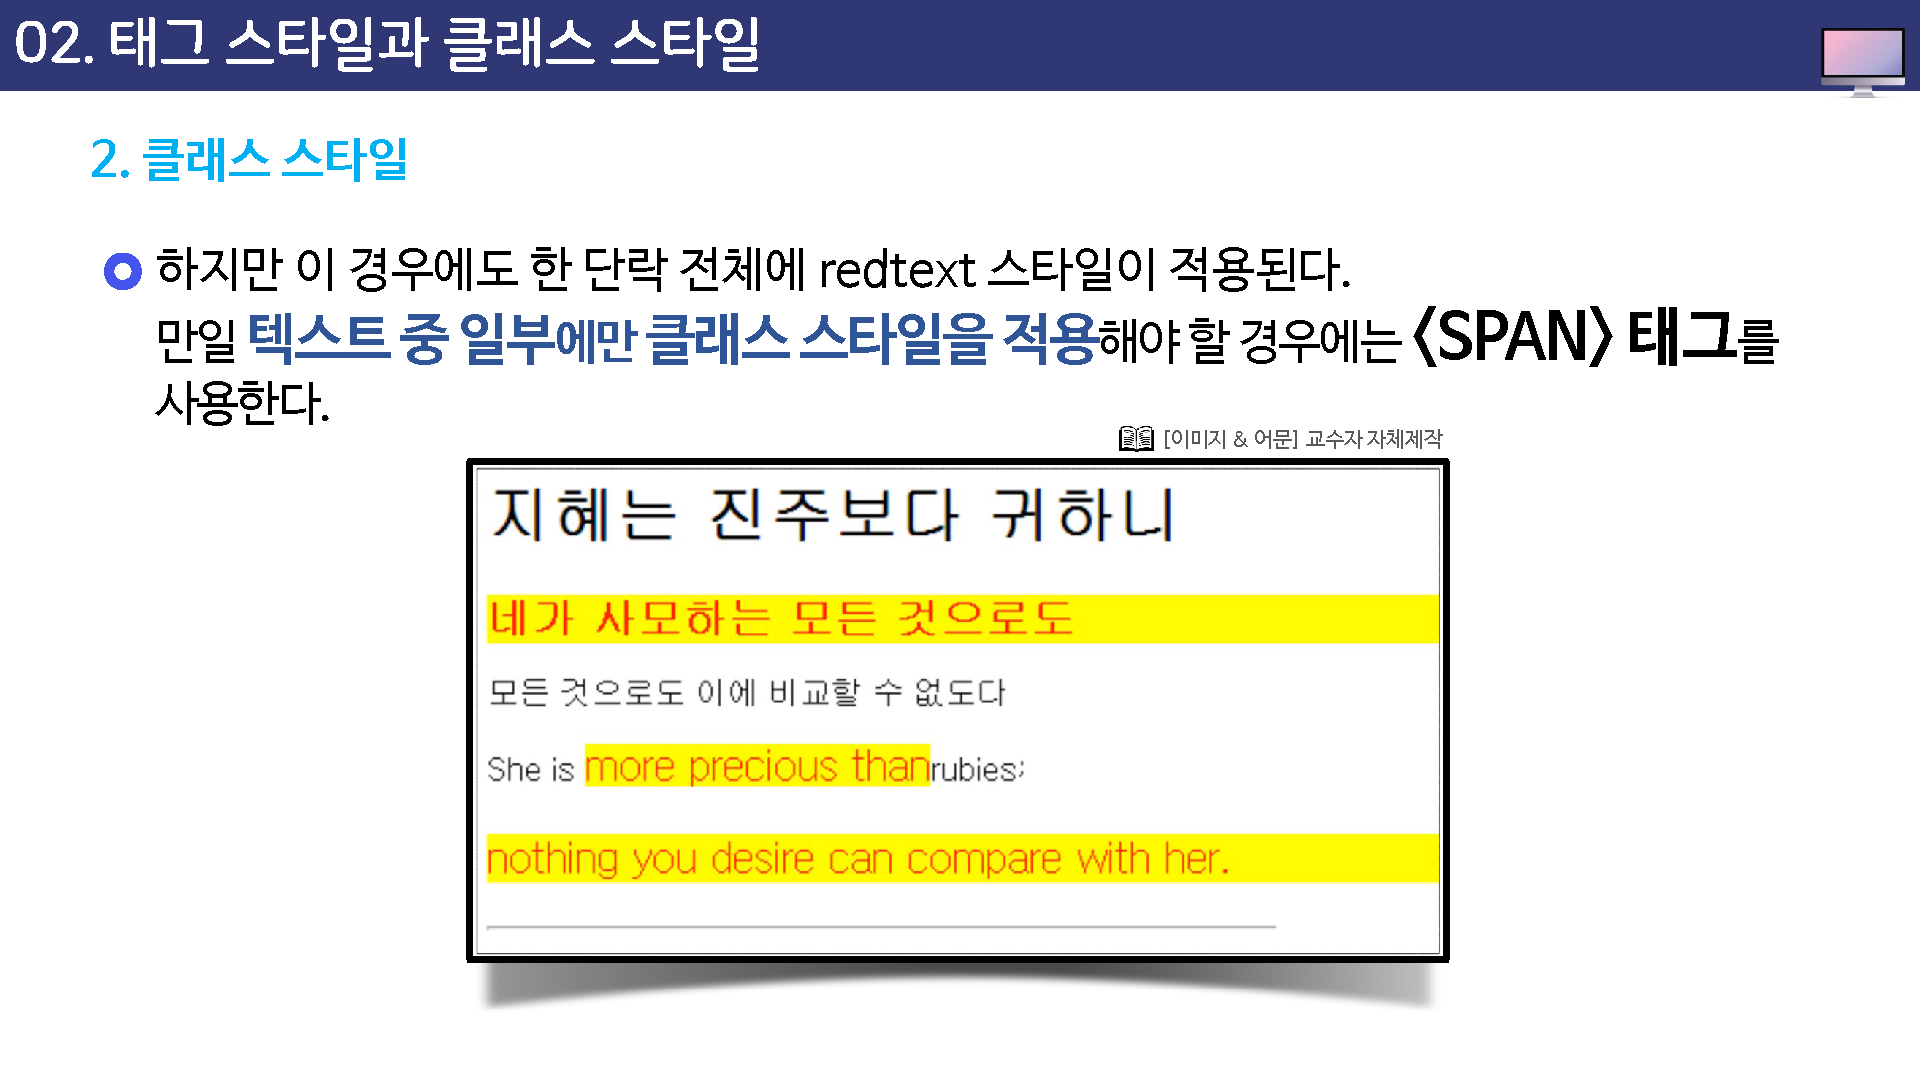 02. 태그 스타일과 클래스 스타일
2. 클래스 스타일
하지만 이 경우에도 한 단락 전체에 redtext 스타일이 적용된다.
만일 텍스트 중 일부에만 클래스 스타일을 적용해야 할 경우에는 <SPAN> 태그를
사용한다.
[이미지 & 어문] 교수자 자체제작
지혜는 진주보다 귀하니
네가 사모하는 모든 것으로도
모든 것으로도 이에 비교할 수 없도다
She is more precious thanrubies;
nothing you desire can compare with her.